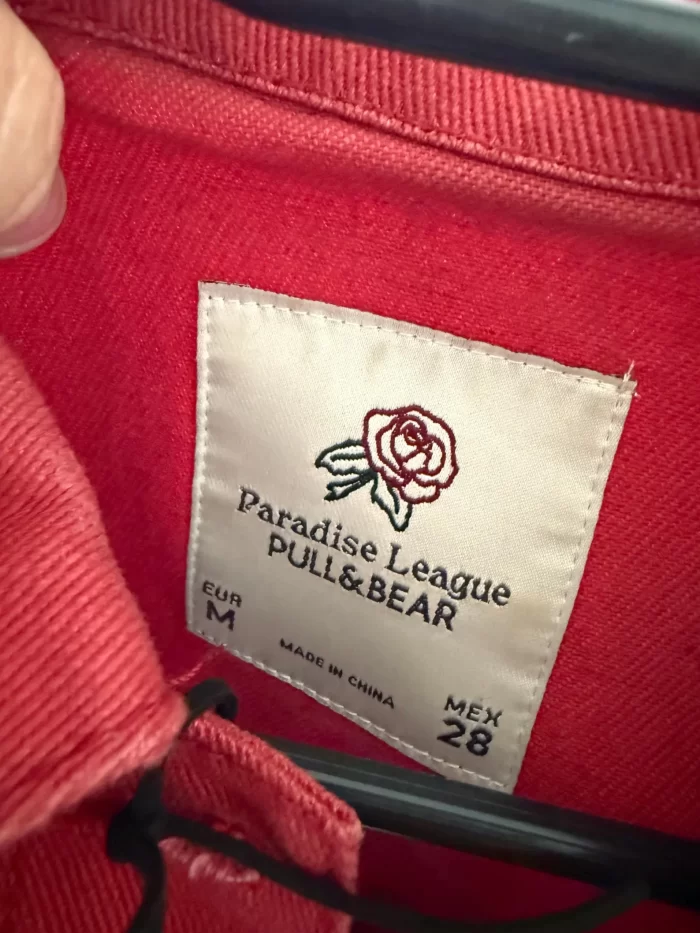 Paradise League
PULL&BEAR
EUR
M
MADE IN CHINA
MEX
28